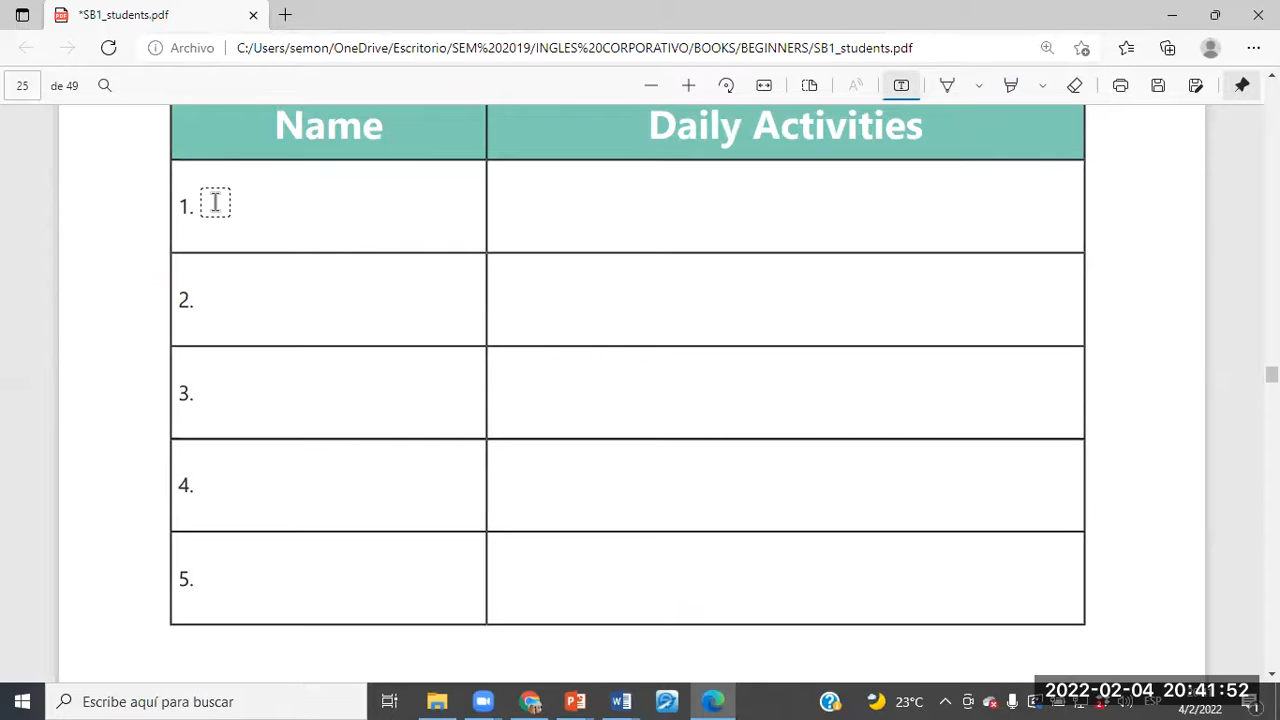 *SB1_students.pdf
Archivo
C:/Users/semon/OneDrive/Escritorio/SEM%202019/INGLES%20CORPORATIVO/BOOKS/BEGINNERS/SB1_students.pdf
25
de 49
Name
Daily Activities
1.
2.
3.
4.
5.
Escribe aquí para buscar
23°C
2022-02-04 20:41:52
4/2/2022